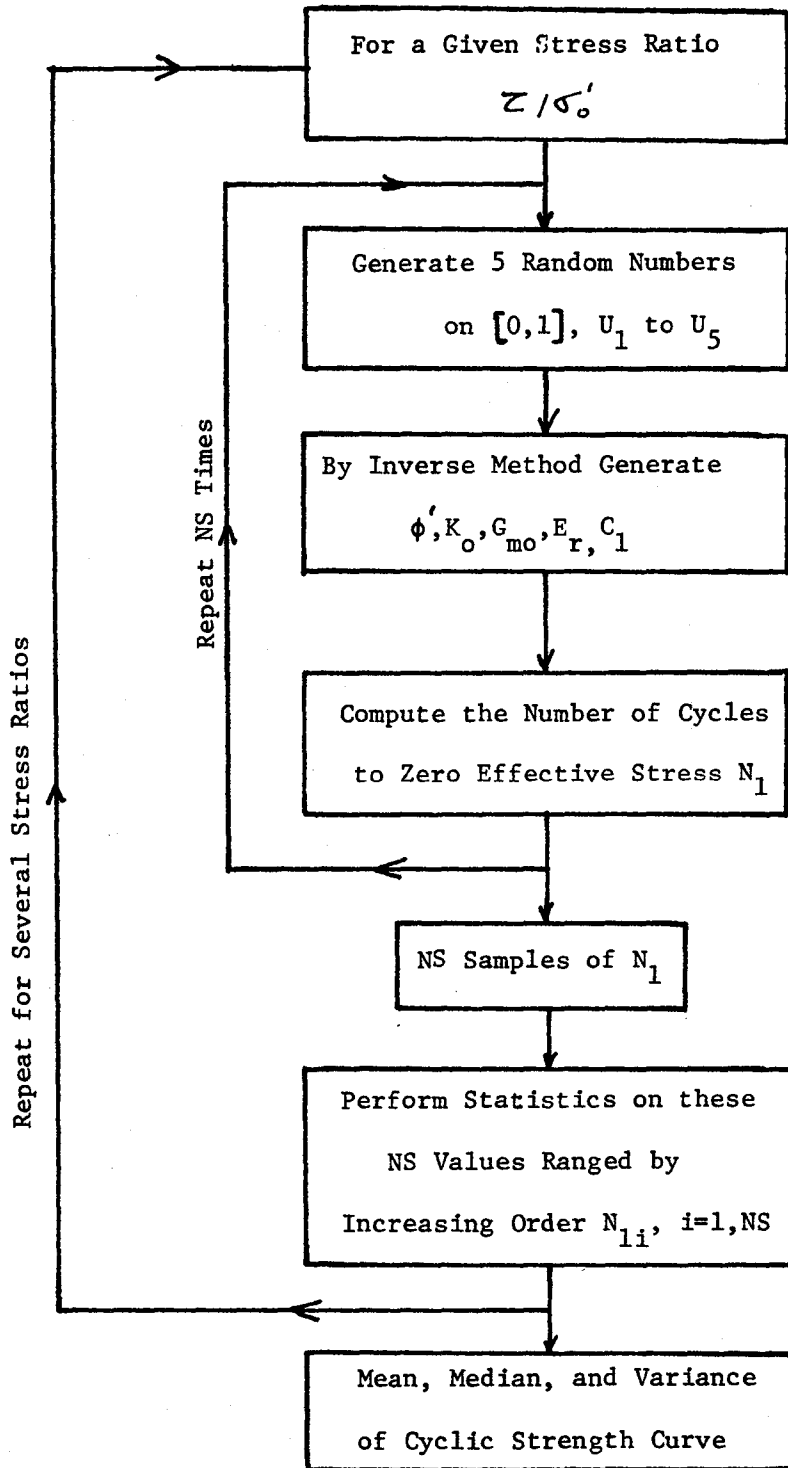 For a Given Stress Ratio
τ/σ₀′
Generate 5 Random Numbers
on [0,1], U₁ to U₅
By Inverse Method Generate
ϕ′,Kₒ,Gₘₒ,Eᵣ, C₁
Compute the Number of Cycles
to Zero Effective Stress N₁
NS Samples of N₁
Perform Statistics on these
NS Values Ranged by
Increasing Order N₁ᵢ, i=1,NS
Mean, Median, and Variance
of Cyclic Strength Curve
Repeat NS Times
Repeat for Several Stress Ratios